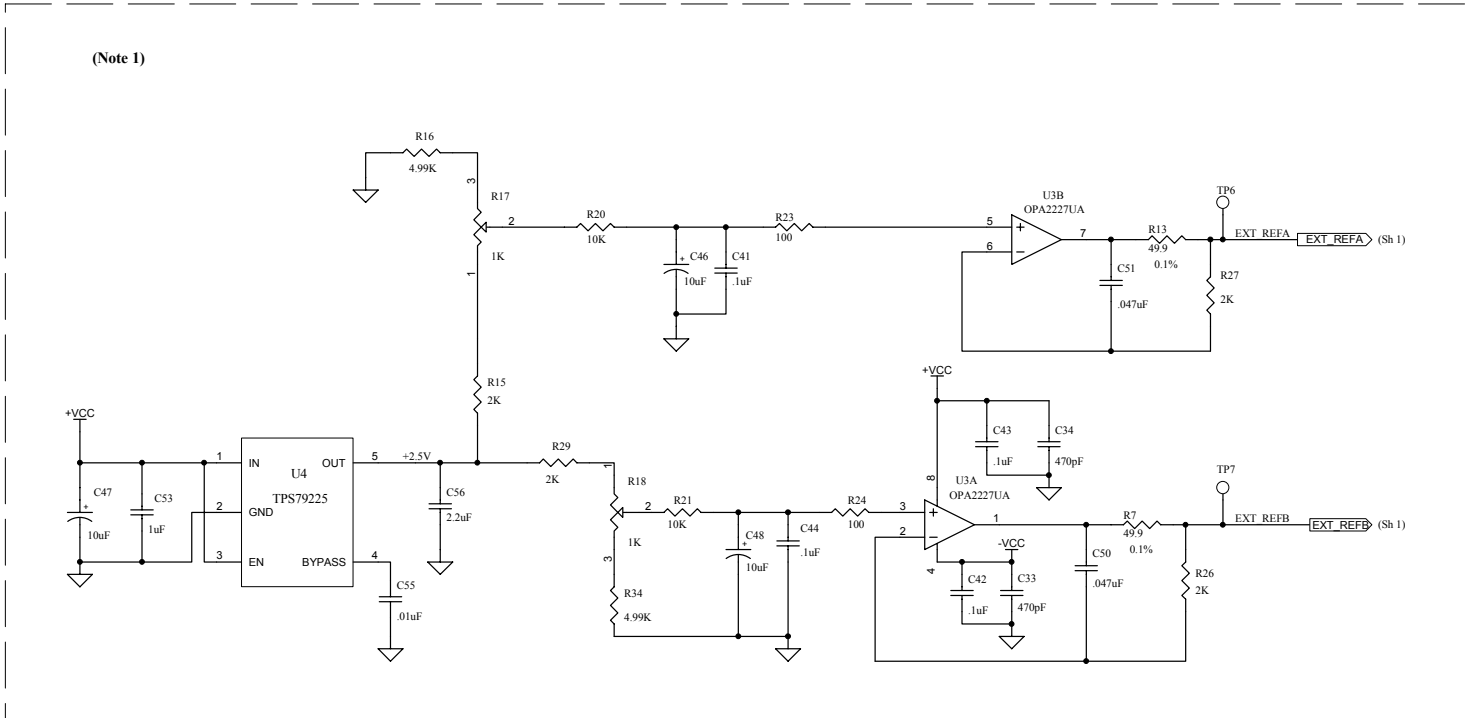 (Note 1)
R16
4.99K
3
R17
2
1K
1
R20
10K
C46
+
10uF
C41
.1uF
R23
100
U3B
OPA2227UA
5
+
6
−
7
C51
.047uF
R13
49.9
0.1%
TP6
EXT_REFA
EXT_REFA
(Sh 1)
R27
2K
R15
2K
+VCC
C47
+
10uF
C53
1uF
1
2
3
IN
GND
EN
U4
TPS79225
OUT
BYPASS
5
4
+2.5V
C55
.01uF
C56
2.2uF
R29
2K
1
R18
2
1K
3
R34
4.99K
R21
10K
C48
+
10uF
C44
.1uF
R24
100
+VCC
C43
.1uF
C34
470pF
8
U3A
OPA2227UA
3
+
2
−
1
4
-VCC
C42
.1uF
C33
470pF
C50
.047uF
R7
49.9
0.1%
TP7
EXT_REFB
EXT_REFB
(Sh 1)
R26
2K